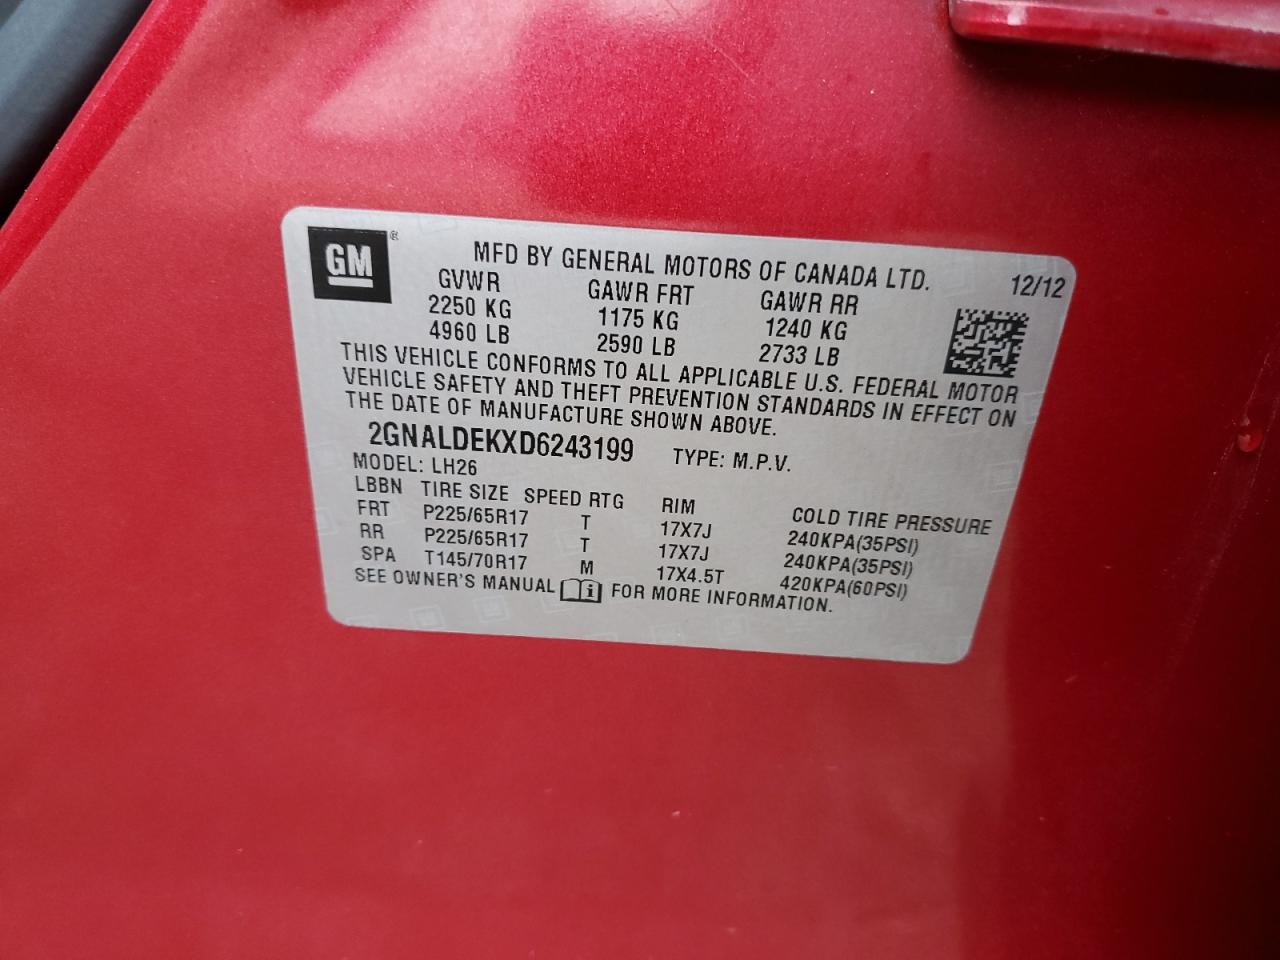 GM ®
MFD BY GENERAL MOTORS OF CANADA LTD. 12/12
GVWR GAWR FRT GAWR RR
2250 KG 1175 KG 1240 KG
4960 LB 2590 LB 2733 LB
THIS VEHICLE CONFORMS TO ALL APPLICABLE U.S. FEDERAL MOTOR
VEHICLE SAFETY AND THEFT PREVENTION STANDARDS IN EFFECT ON
THE DATE OF MANUFACTURE SHOWN ABOVE.
2GNALDEKXD6243199 TYPE: M.P.V.
MODEL: LH26
LBBN TIRE SIZE SPEED RTG RIM COLD TIRE PRESSURE
FRT P225/65R17 T 17X7J 240KPA(35PSI)
RR P225/65R17 T 17X7J 240KPA(35PSI)
SPA T145/70R17 M 17X4.5T 420KPA(60PSI)
SEE OWNER'S MANUAL i FOR MORE INFORMATION.